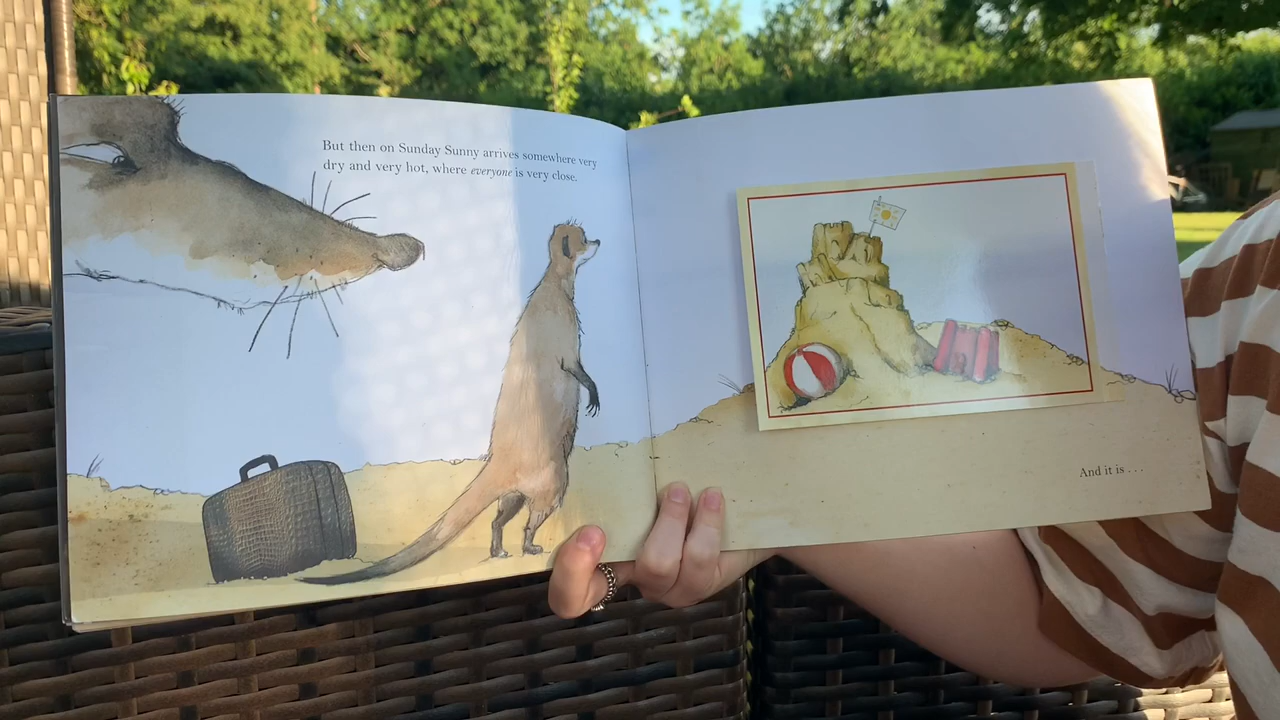 But then on Sunday Sunny arrives somewhere very
dry and very hot, where everyone is very close.
And it is . . .